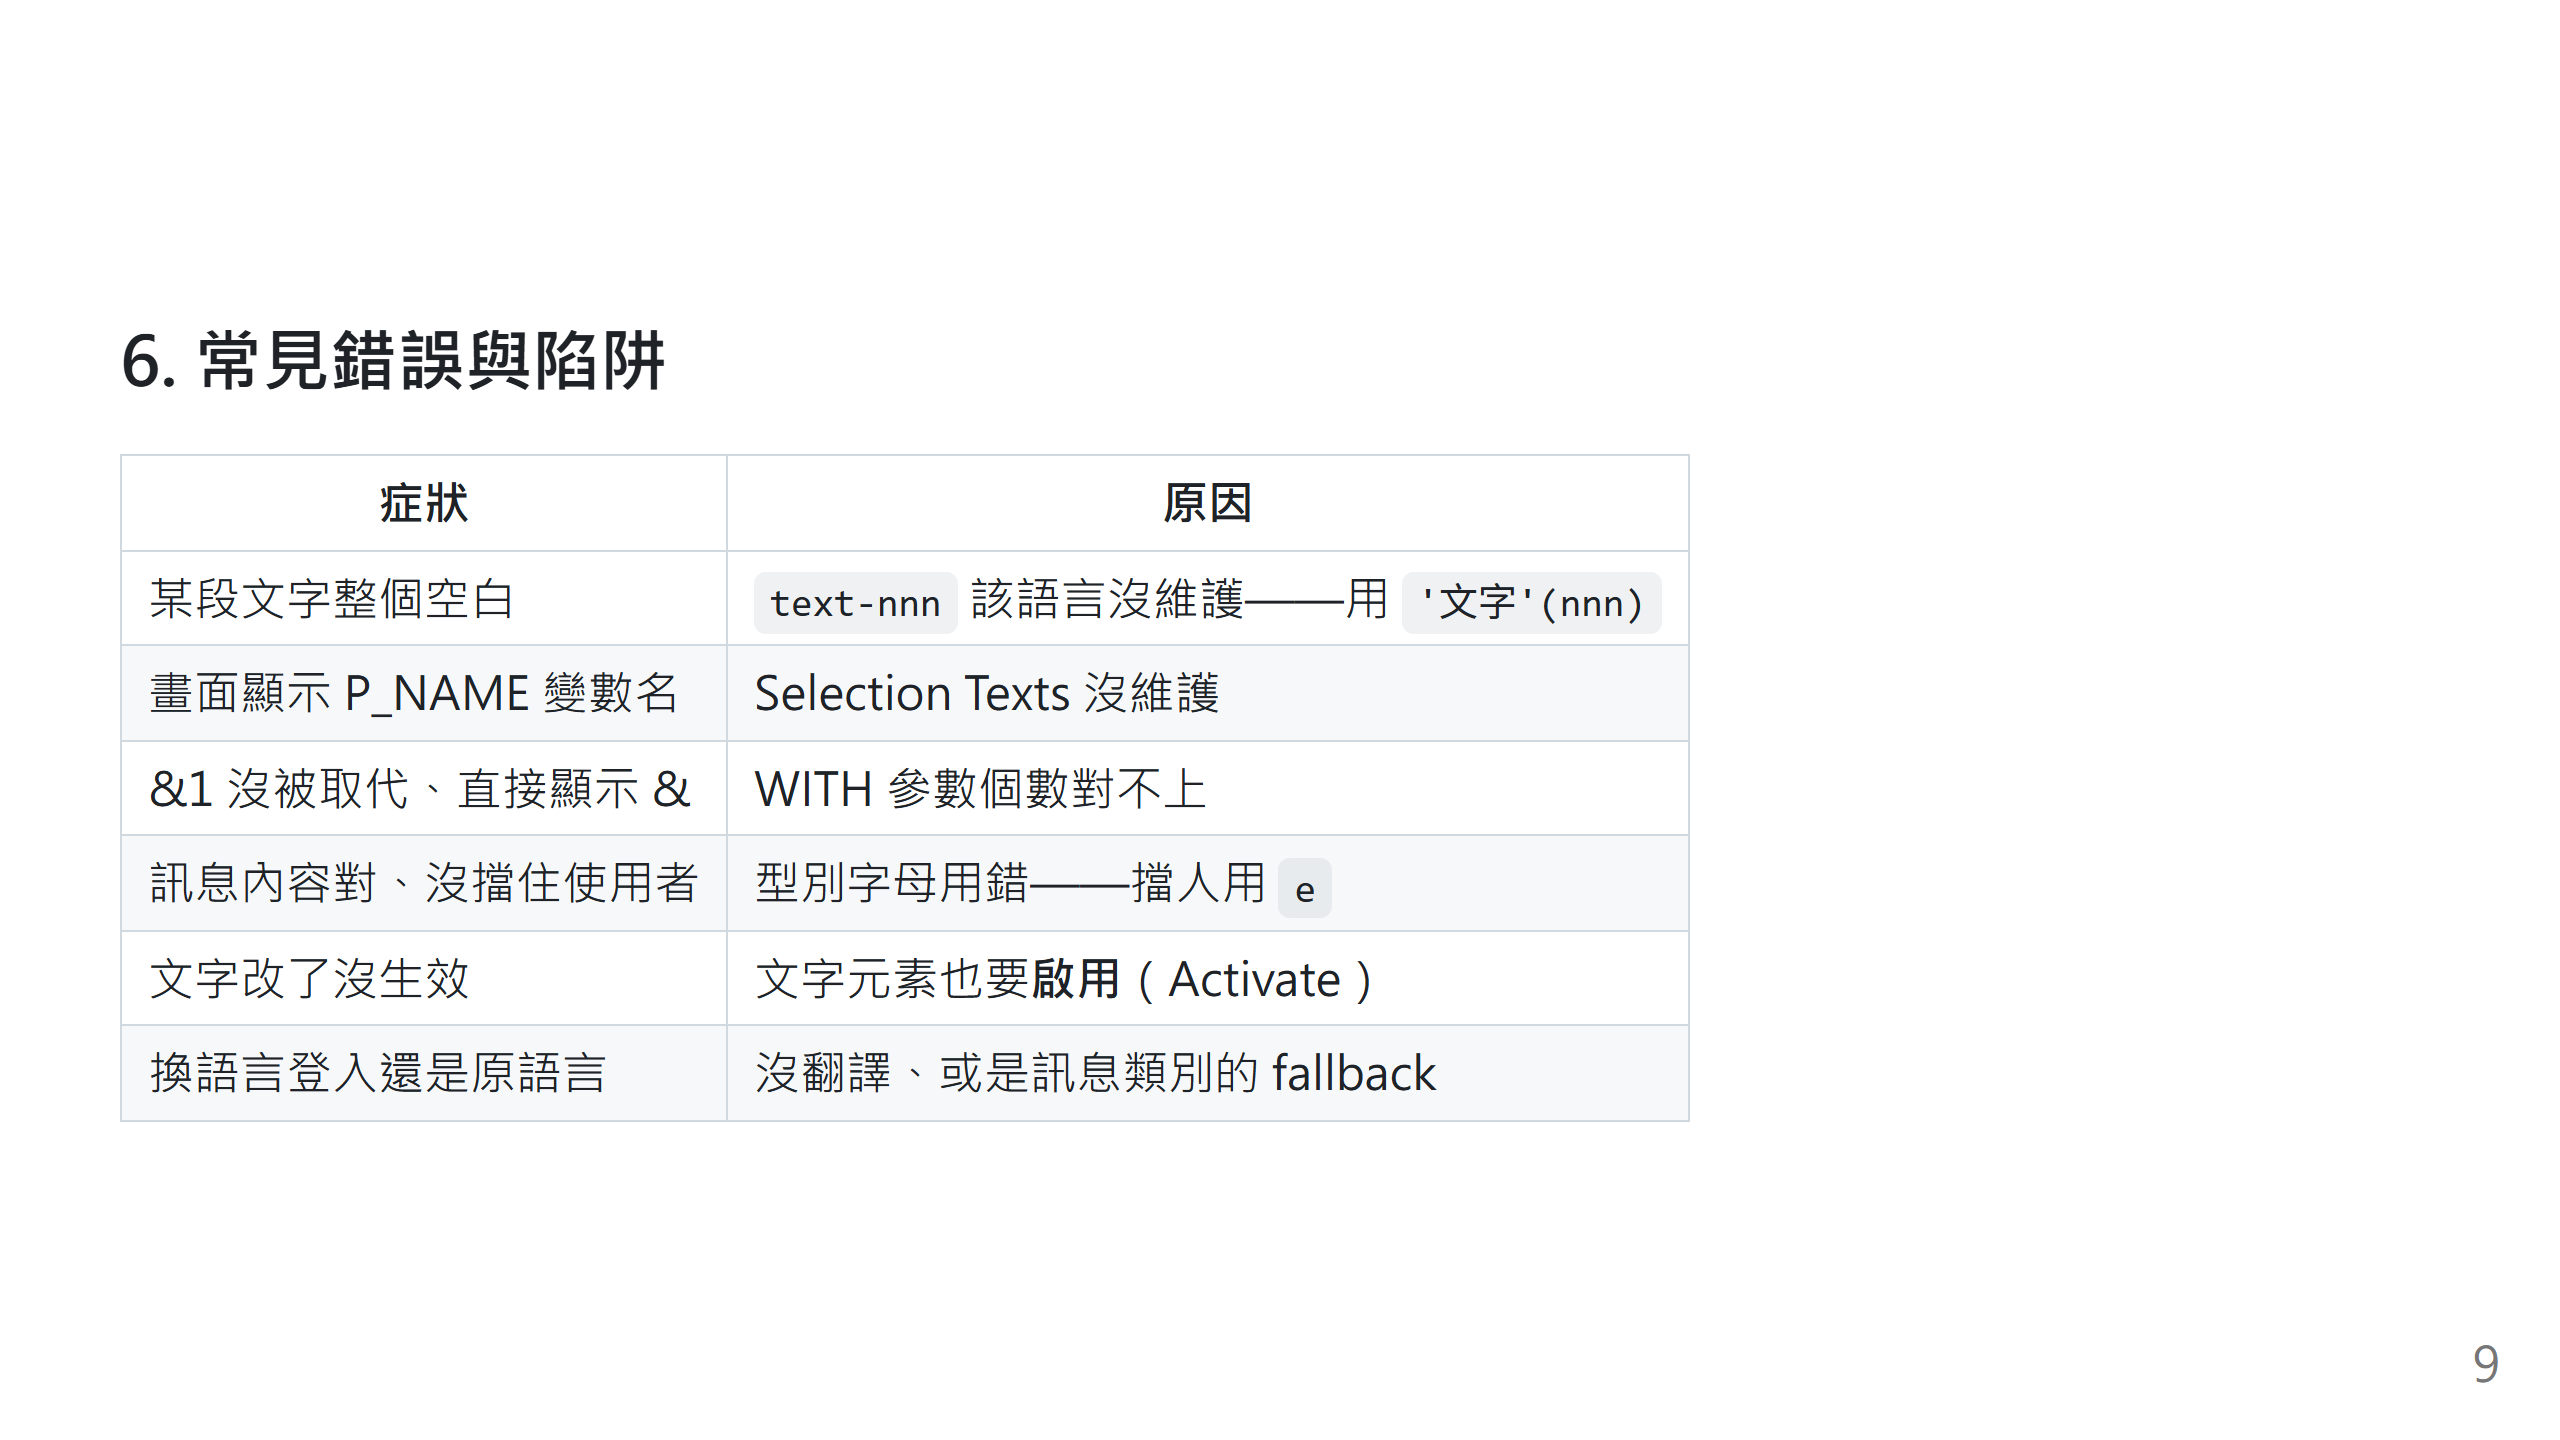 6. 常見錯誤與陷阱
症狀 原因
某段文字整個空白 text-nnn 該語言沒維護——用 '文字'(nnn)
畫面顯示 P_NAME 變數名 Selection Texts 沒維護
&1 沒被取代、直接顯示 & WITH 參數個數對不上
訊息內容對、沒擋住使用者 型別字母用錯——擋人用 e
文字改了沒生效 文字元素也要啟用（Activate）
換語言登入還是原語言 沒翻譯、或是訊息類別的 fallback
9